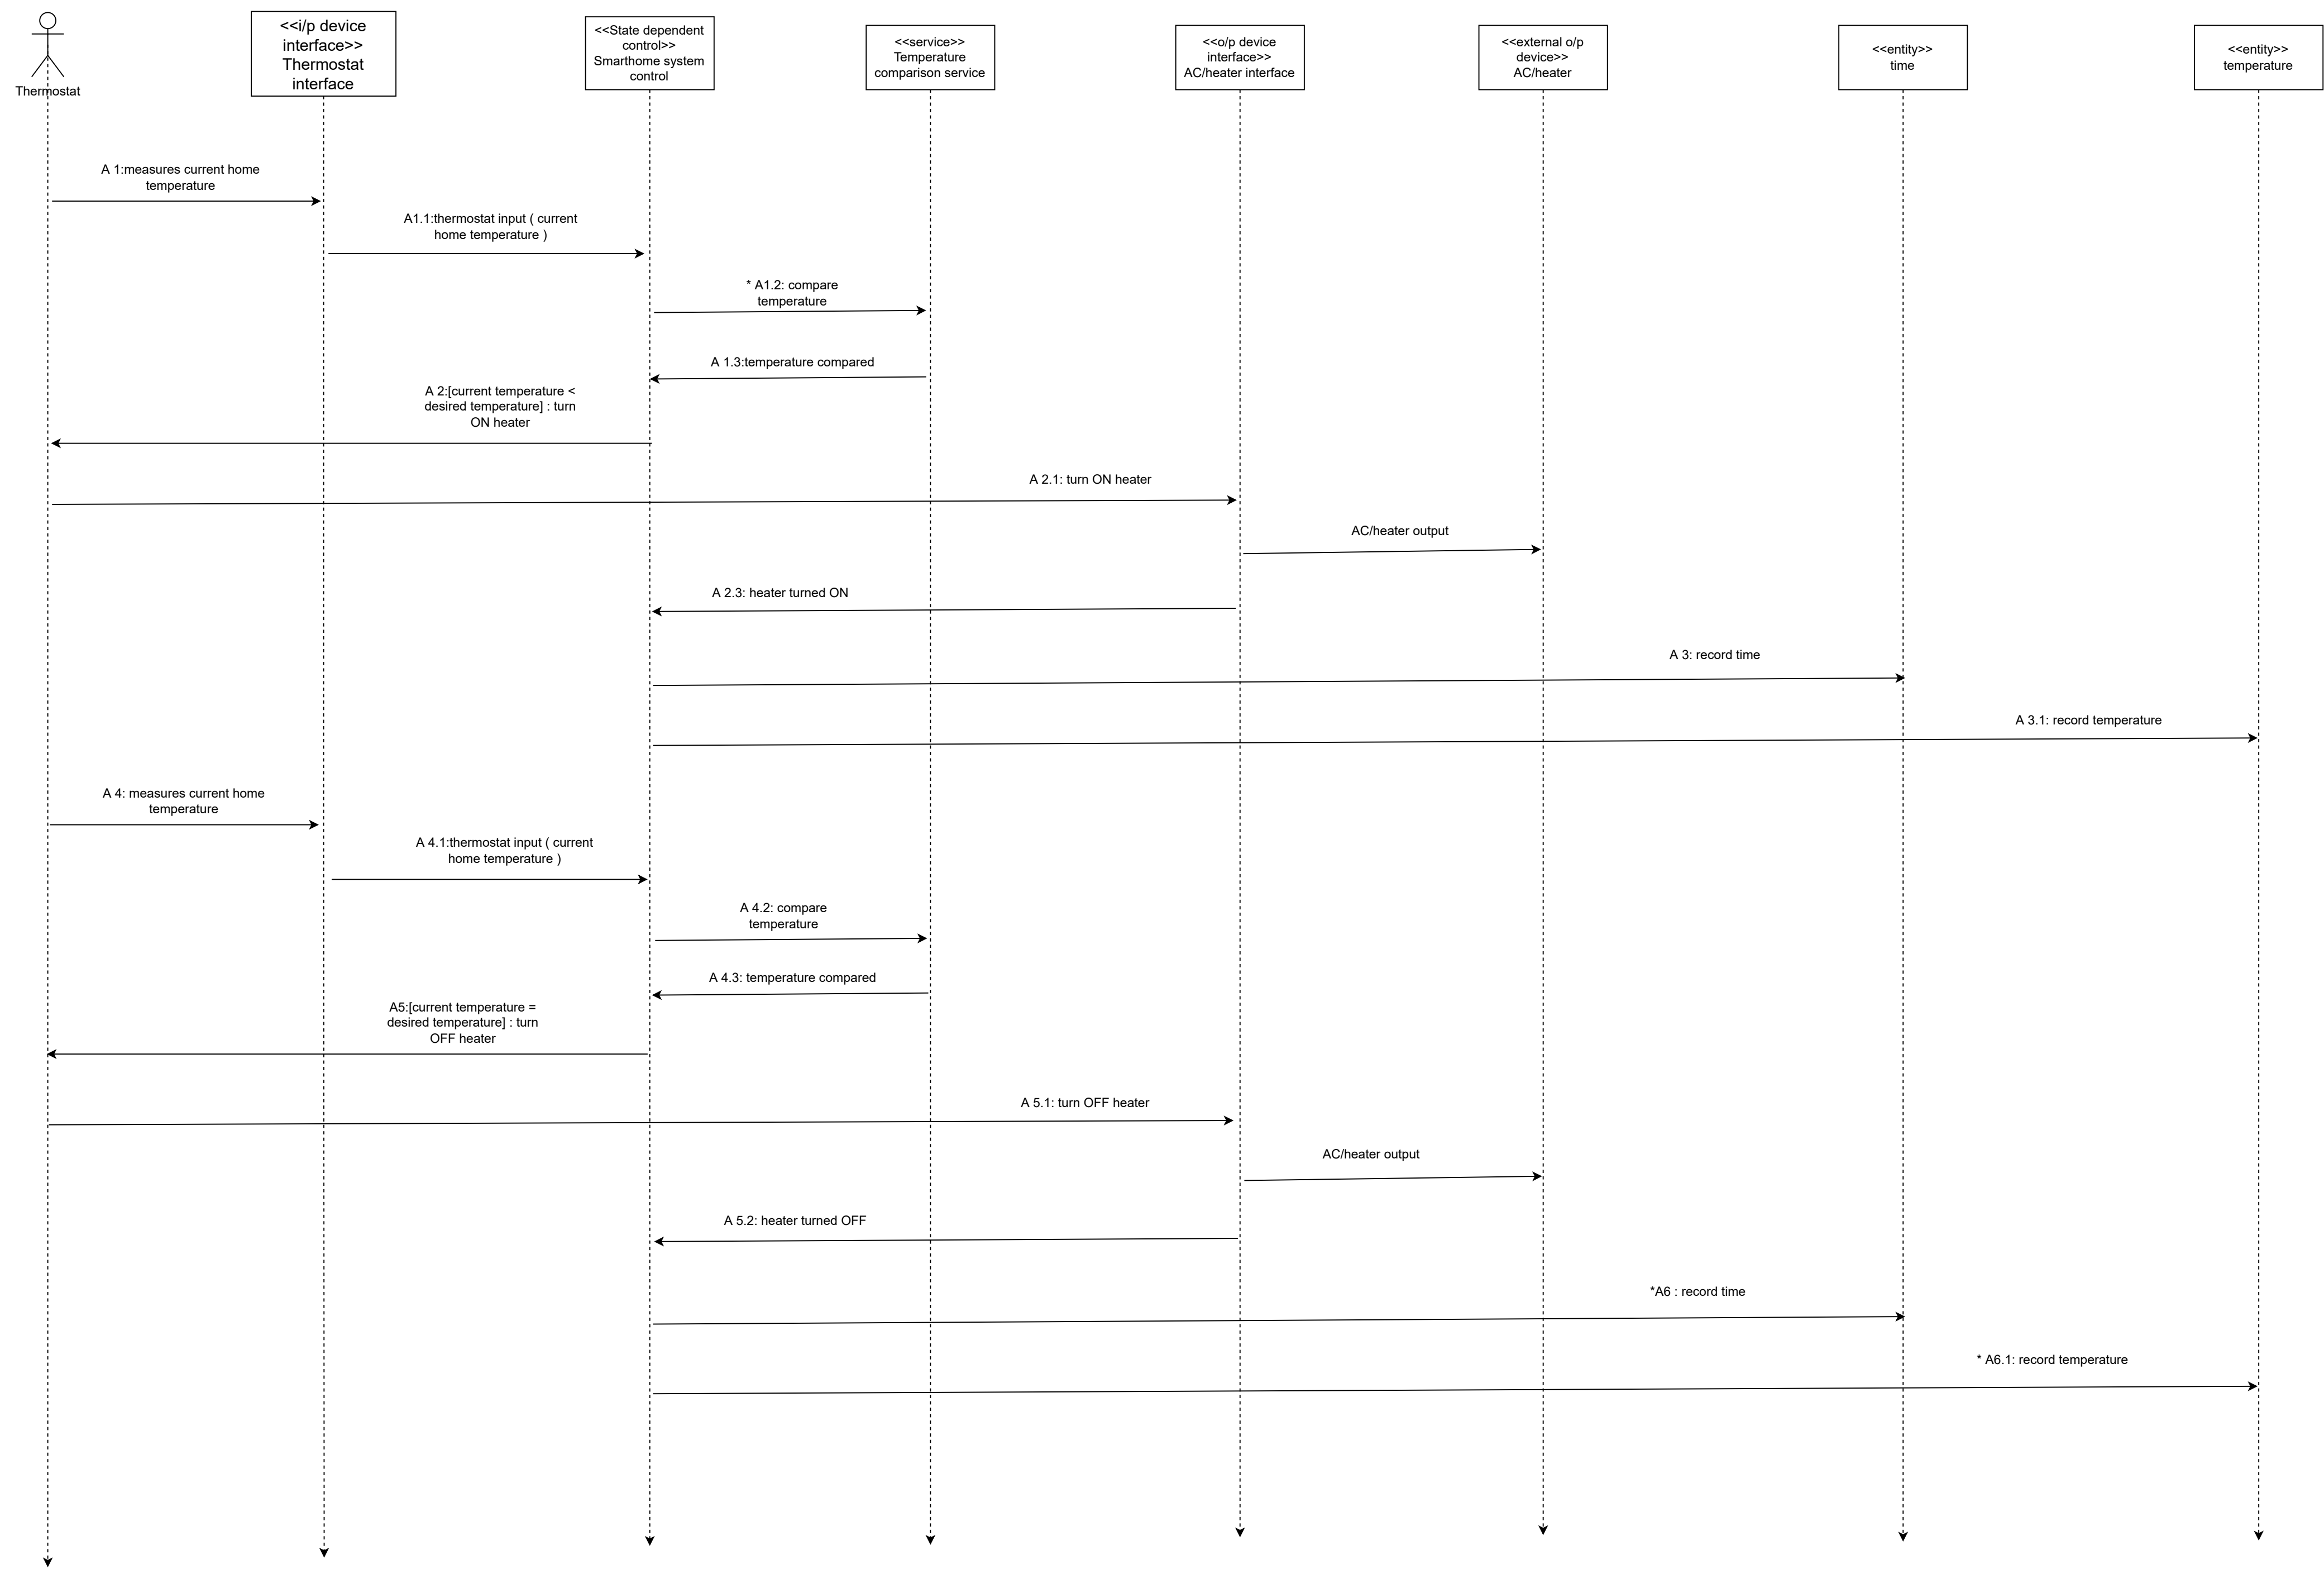 Thermostat
<<i/p device
interface>>
Thermostat
interface
<<State dependent
control>>
Smarthome system
control
<<service>>
Temperature
comparison service
<<o/p device
interface>>
AC/heater interface
<<external o/p
device>>
AC/heater
<<entity>>
time
<<entity>>
temperature
A 1:measures current home
temperature
A1.1:thermostat input ( current
home temperature )
* A1.2: compare
temperature
A 1.3:temperature compared
A 2:[current temperature <
desired temperature] : turn
ON heater
A 2.1: turn ON heater
AC/heater output
A 2.3: heater turned ON
A 3: record time
A 3.1: record temperature
A 4: measures current home
temperature
A 4.1:thermostat input ( current
home temperature )
A 4.2: compare
temperature
A 4.3: temperature compared
A5:[current temperature =
desired temperature] : turn
OFF heater
A 5.1: turn OFF heater
AC/heater output
A 5.2: heater turned OFF
*A6 : record time
* A6.1: record temperature